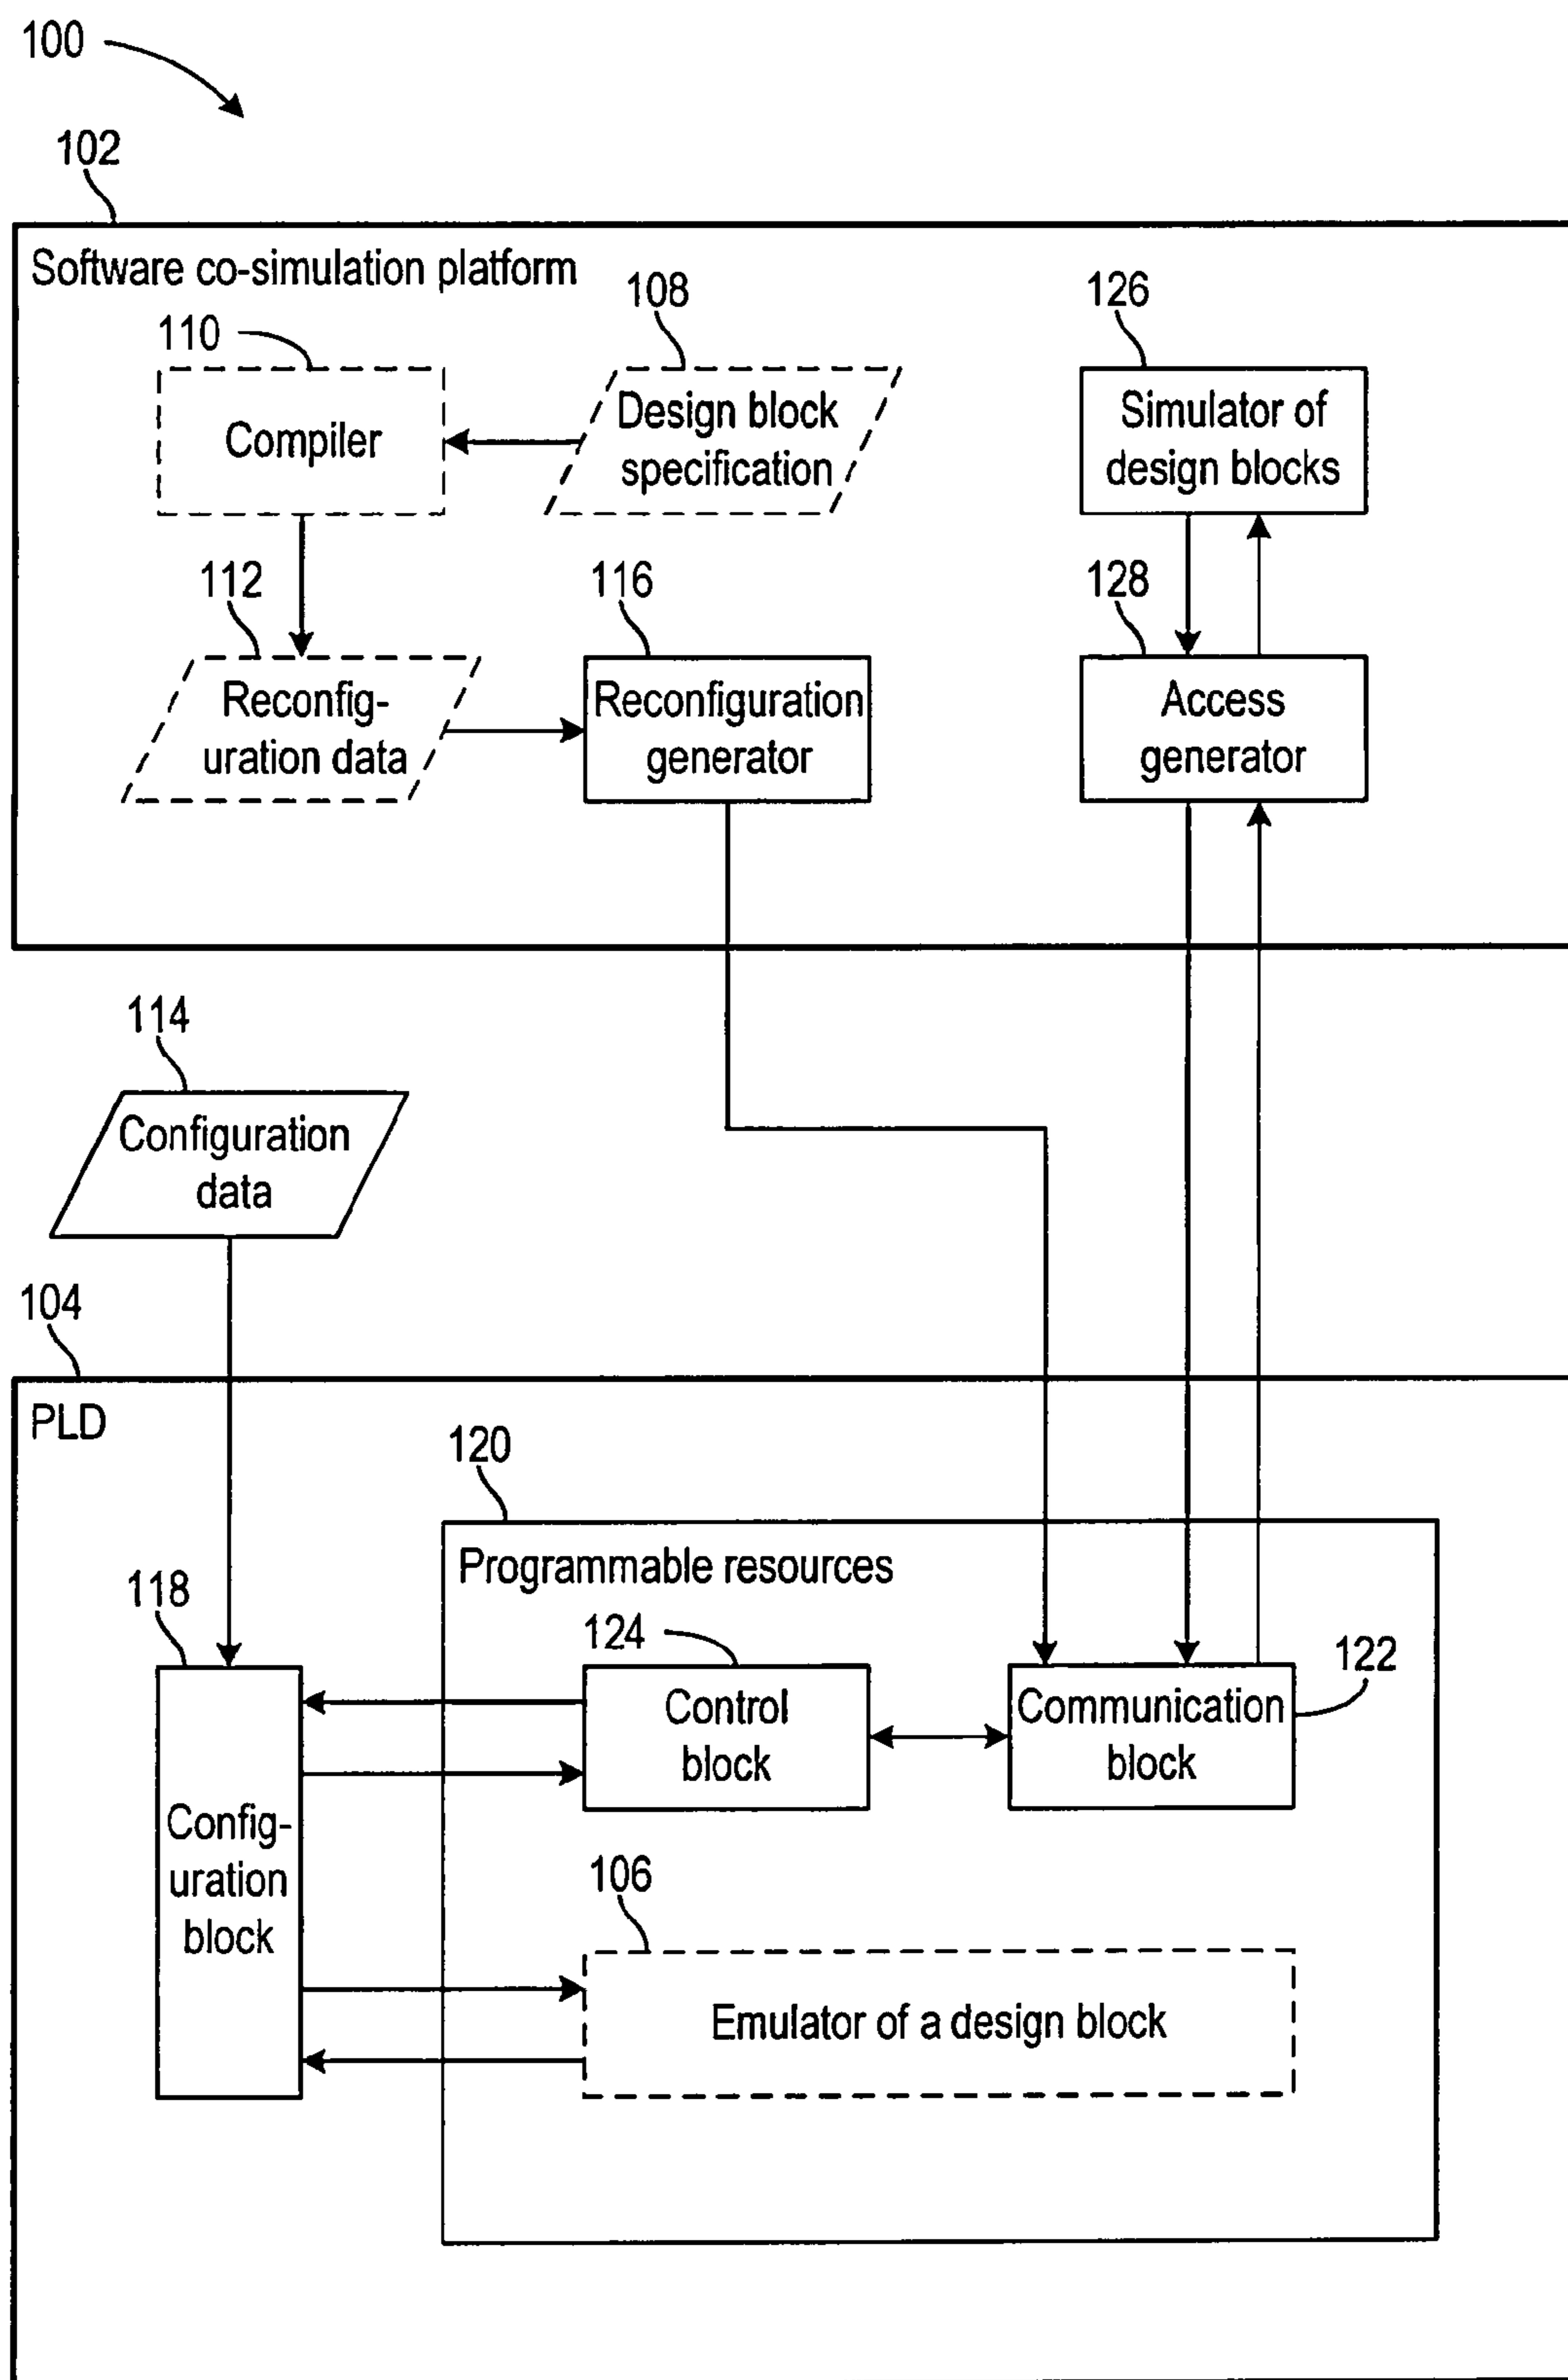 100
102
Software co-simulation platform
108
126
110
Compiler
Design block
specification
Simulator of
design blocks
112
116
128
Reconfig-
uration data
Reconfiguration
generator
Access
generator
114
Configuration
data
104
PLD
120
Programmable resources
118
124
122
Control
block
Communication
block
Config-
uration
block
106
Emulator of a design block